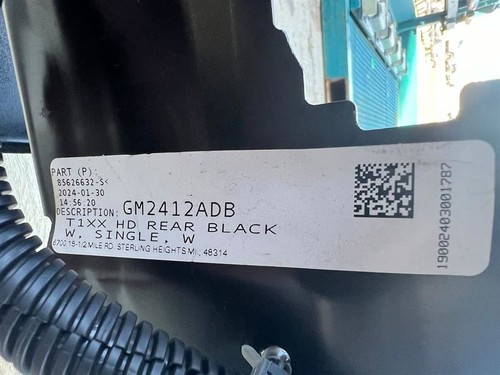 PART (P):
85626632-S<
2024-01-30
14:56:20
DESCRIPTION: GM2412ADB
T1XX HD REAR BLACK
W, SINGLE, W
6700 18-1/2 MILE RD. STERLING HEIGHTS MI, 48314
19002403001787